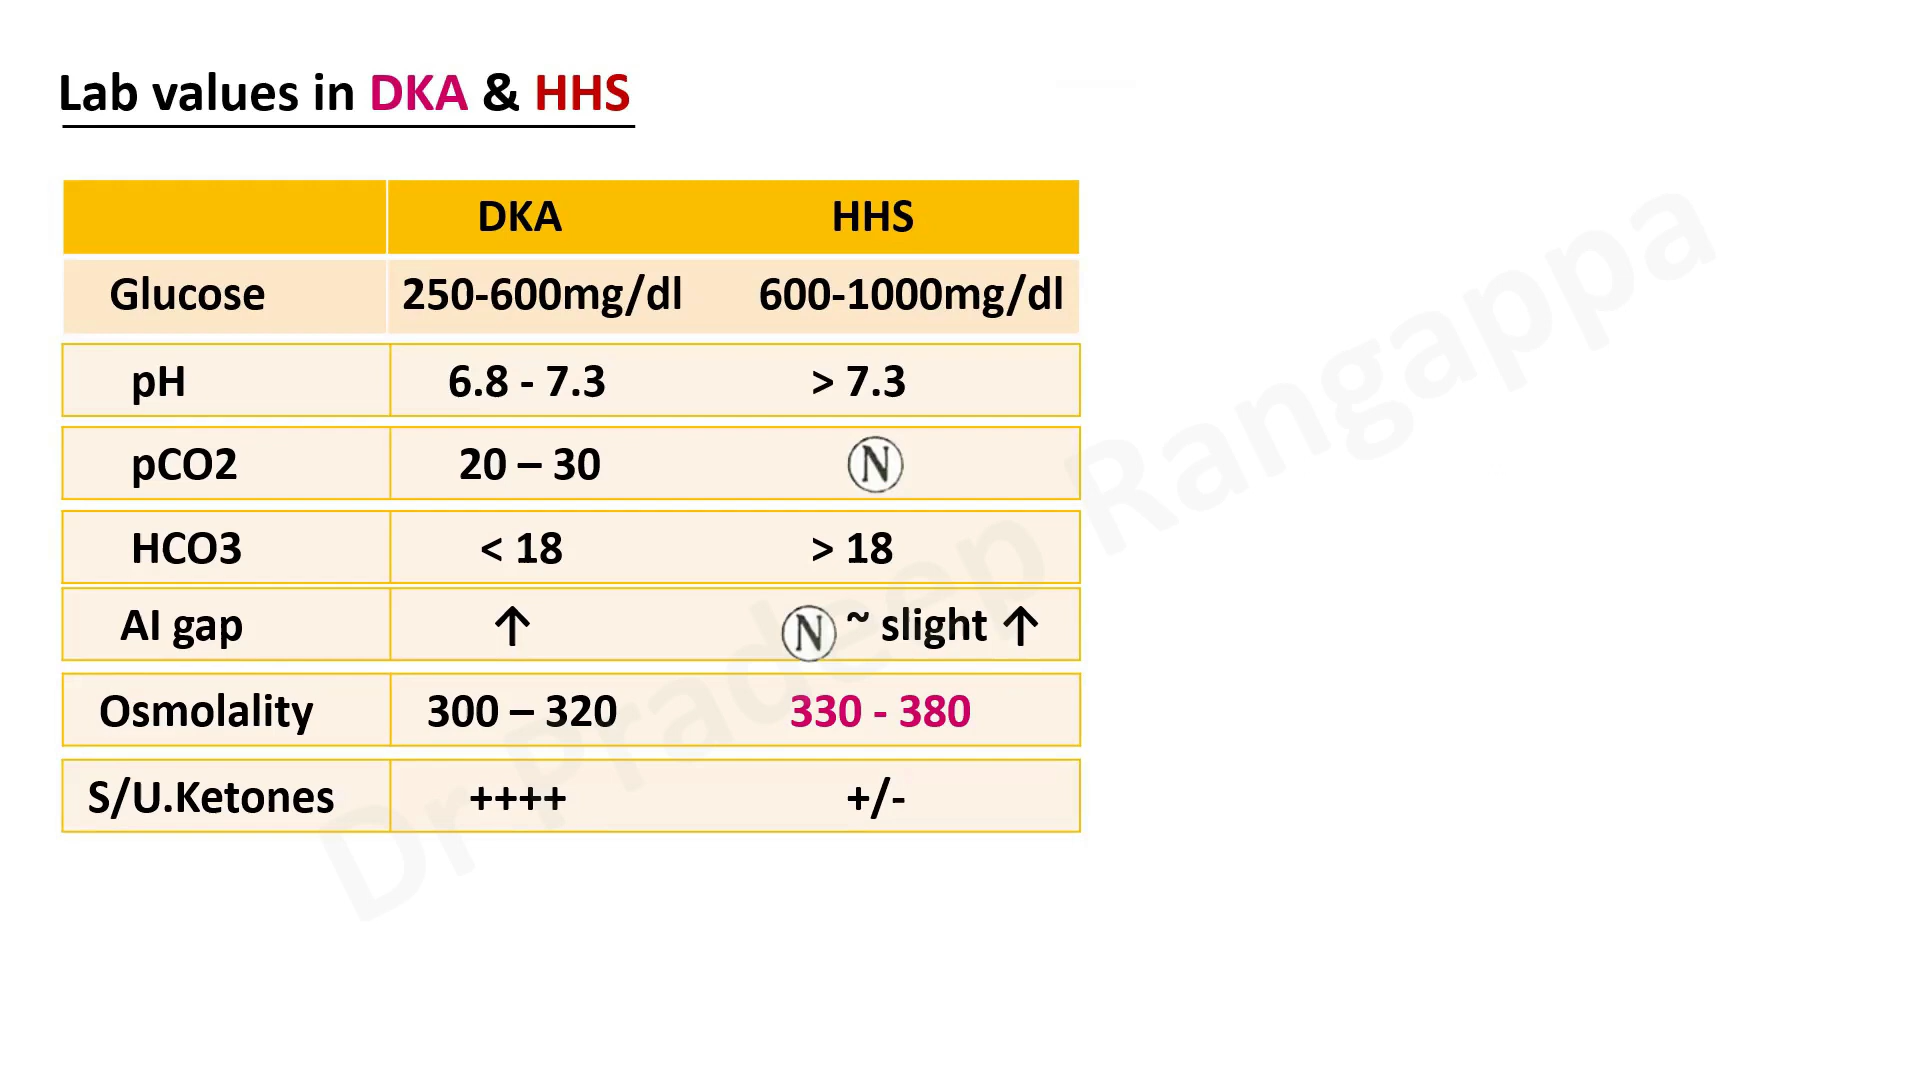 Lab values in DKA & HHS
DKA HHS
Glucose 250-600mg/dl 600-1000mg/dl
pH 6.8 - 7.3 > 7.3
pCO2 20 – 30 N
HCO3 < 18 > 18
AI gap ↑ N ~ slight ↑
Osmolality 300 – 320 330 - 380
S/U.Ketones ++++ +/-
Dr Pradeep Rangappa